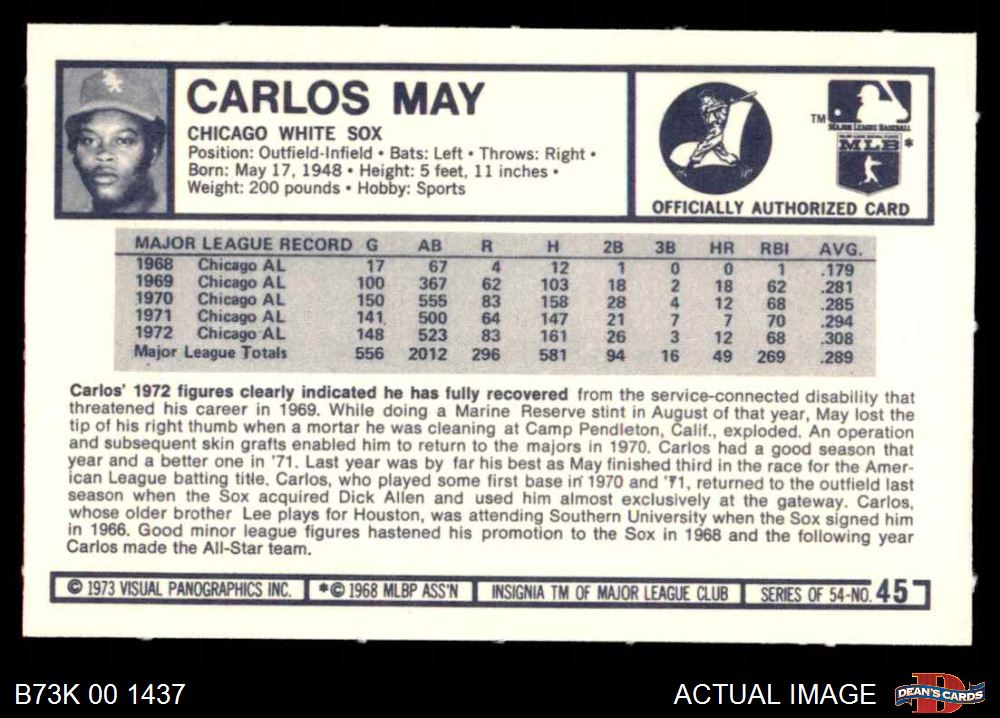 CARLOS MAY
CHICAGO WHITE SOX
Position: Outfield-Infield • Bats: Left • Throws: Right •
Born: May 17, 1948 • Height: 5 feet, 11 inches •
Weight: 200 pounds • Hobby: Sports
TM
MAJOR LEAGUE BASEBALL
MLB *
OFFICIALLY AUTHORIZED CARD
MAJOR LEAGUE RECORD G AB R H 2B 3B HR RBI AVG.
1968 Chicago AL 17 67 4 12 1 0 0 1 .179
1969 Chicago AL 100 367 62 103 18 2 18 62 .281
1970 Chicago AL 150 555 83 158 28 4 12 68 .285
1971 Chicago AL 141 500 64 147 21 7 7 70 .294
1972 Chicago AL 148 523 83 161 26 3 12 68 .308
Major League Totals 556 2012 296 581 94 16 49 269 .289
Carlos' 1972 figures clearly indicated he has fully recovered from the service-connected disability that
threatened his career in 1969. While doing a Marine Reserve stint in August of that year, May lost the
tip of his right thumb when a mortar he was cleaning at Camp Pendleton, Calif., exploded. An operation
and subsequent skin grafts enabled him to return to the majors in 1970. Carlos had a good season that
year and a better one in '71. Last year was by far his best as May finished third in the race for the Amer-
ican League batting title. Carlos, who played some first base in 1970 and '71, returned to the outfield last
season when the Sox acquired Dick Allen and used him almost exclusively at the gateway. Carlos,
whose older brother Lee plays for Houston, was attending Southern University when the Sox signed him
in 1966. Good minor league figures hastened his promotion to the Sox in 1968 and the following year
Carlos made the All-Star team.
© 1973 VISUAL PANOGRAPHICS INC. *© 1968 MLBP ASS'N INSIGNIA TM OF MAJOR LEAGUE CLUB SERIES OF 54-NO. 45
B73K 00 1437 ACTUAL IMAGE DEAN'S CARDS